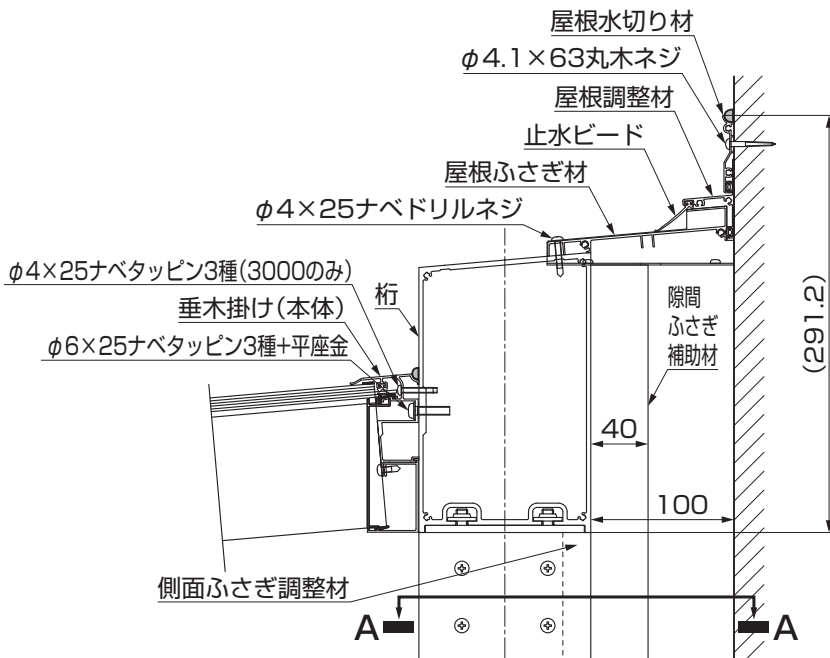 屋根水切り材
φ4.1×63丸木ネジ
屋根調整材
止水ビード
屋根ふさぎ材
φ4×25ナベドリルネジ
φ4×25ナベタッピン3種(3000のみ)
桁
垂木掛け(本体)
φ6×25ナベタッピン3種+平座金
隙間
ふさぎ
補助材
(291.2)
40
100
側面ふさぎ調整材
A
A